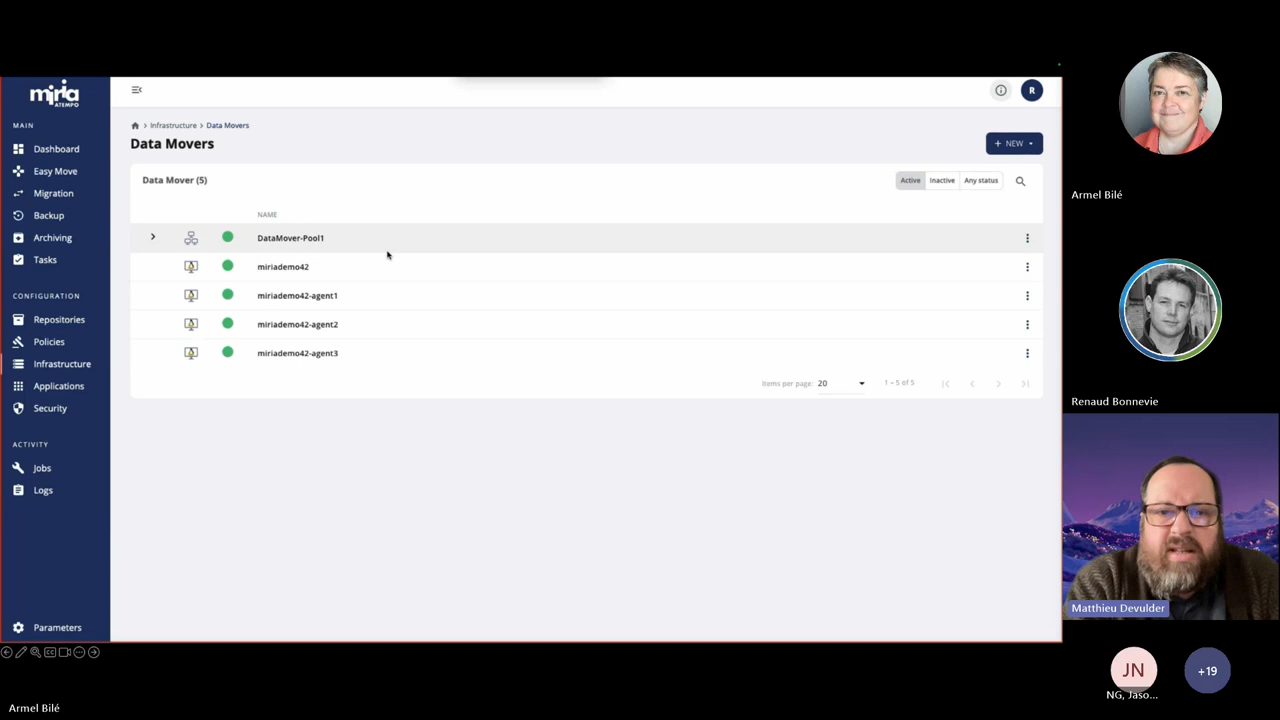 miria
ATEMPO
MAIN
Dashboard
Easy Move
Migration
Backup
Archiving
Tasks
CONFIGURATION
Repositories
Policies
Infrastructure
Applications
Security
ACTIVITY
Jobs
Logs
Parameters
R
Infrastructure > Data Movers
Data Movers
+ NEW
Data Mover (5)
Active Inactive Any status
NAME
DataMover-Pool1
miriademo42
miriademo42-agent1
miriademo42-agent2
miriademo42-agent3
Items per page: 20 1 – 5 of 5
Armel Bilé
Renaud Bonnevie
Matthieu Devulder
JN
+19
NG, Jaso...
Armel Bilé